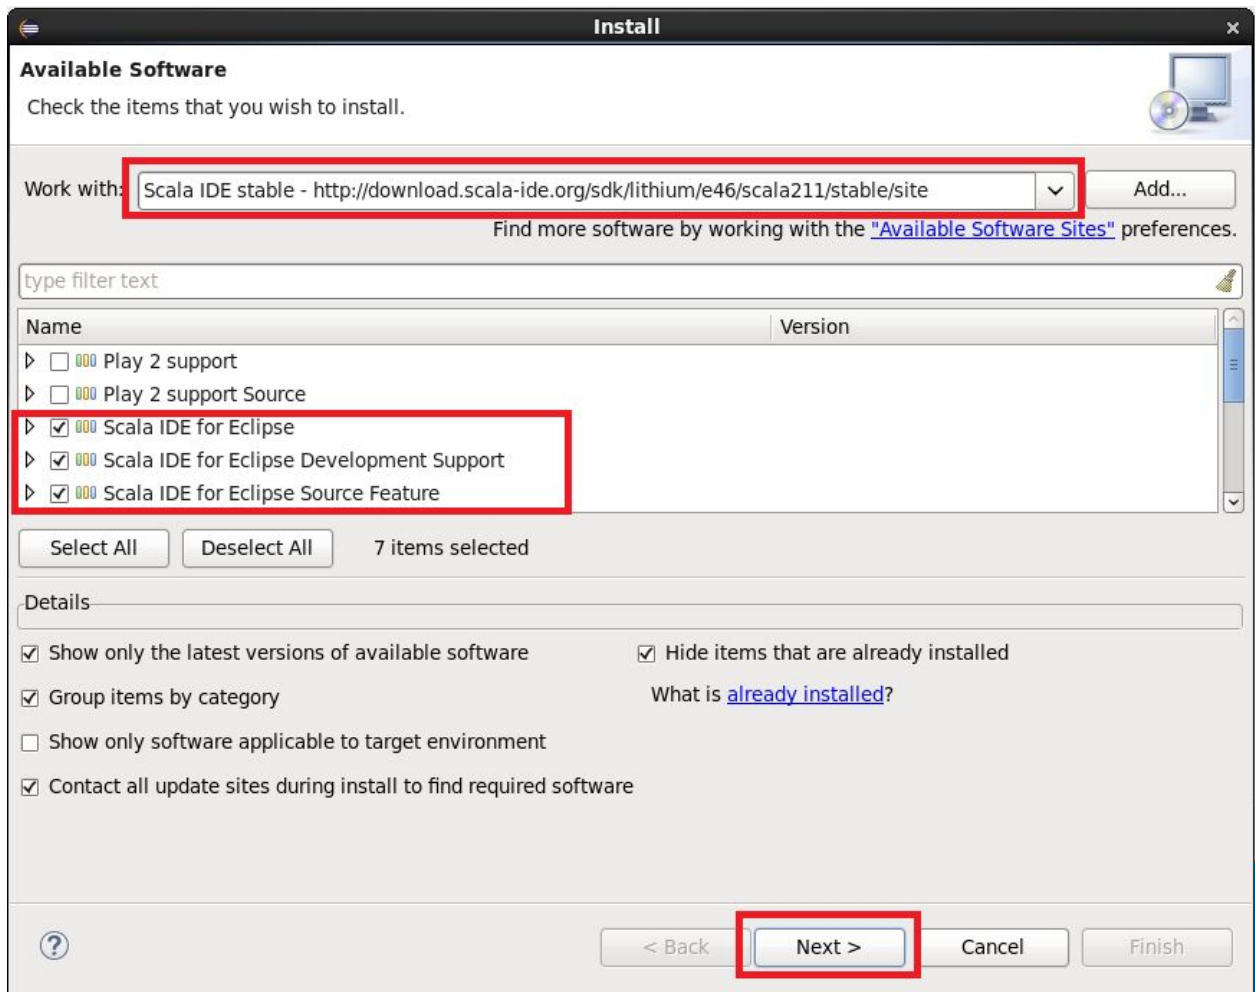 Install
Available Software
Check the items that you wish to install.
Work with: Scala IDE stable - http://download.scala-ide.org/sdk/lithium/e46/scala211/stable/site Add...
Find more software by working with the "Available Software Sites" preferences.
type filter text
Name Version
Play 2 support
Play 2 support Source
Scala IDE for Eclipse
Scala IDE for Eclipse Development Support
Scala IDE for Eclipse Source Feature
Select All Deselect All 7 items selected
Details
Show only the latest versions of available software Hide items that are already installed
Group items by category What is already installed?
Show only software applicable to target environment
Contact all update sites during install to find required software
? < Back Next > Cancel Finish